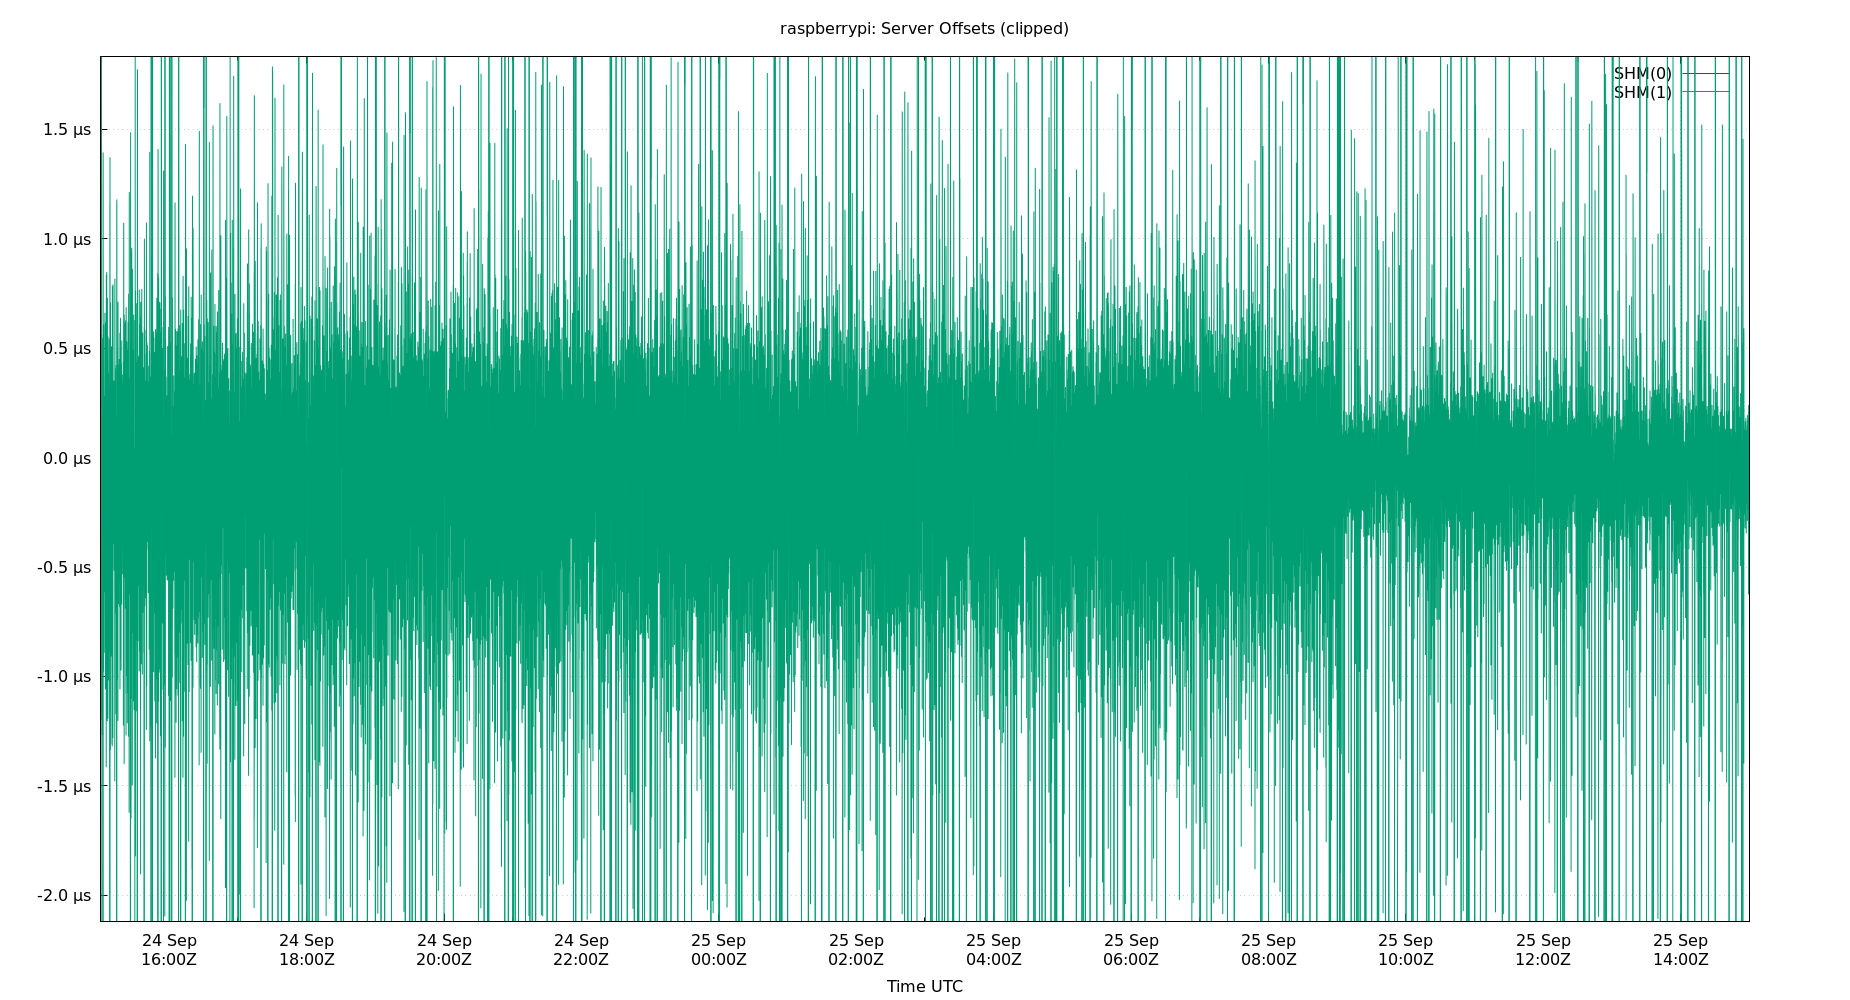 raspberrypi: Server Offsets (clipped)
SHM(0)
SHM(1)
1.5 µs
1.0 µs
0.5 µs
0.0 µs
-0.5 µs
-1.0 µs
-1.5 µs
-2.0 µs
24 Sep 24 Sep 24 Sep 24 Sep 25 Sep 25 Sep 25 Sep 25 Sep 25 Sep 25 Sep 25 Sep 25 Sep
16:00Z 18:00Z 20:00Z 22:00Z 00:00Z 02:00Z 04:00Z 06:00Z 08:00Z 10:00Z 12:00Z 14:00Z
Time UTC